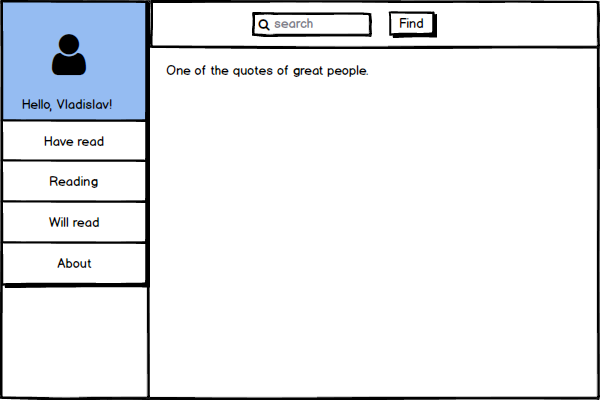 search
Find
Hello, Vladislav!
One of the quotes of great people.
Have read
Reading
Will read
About